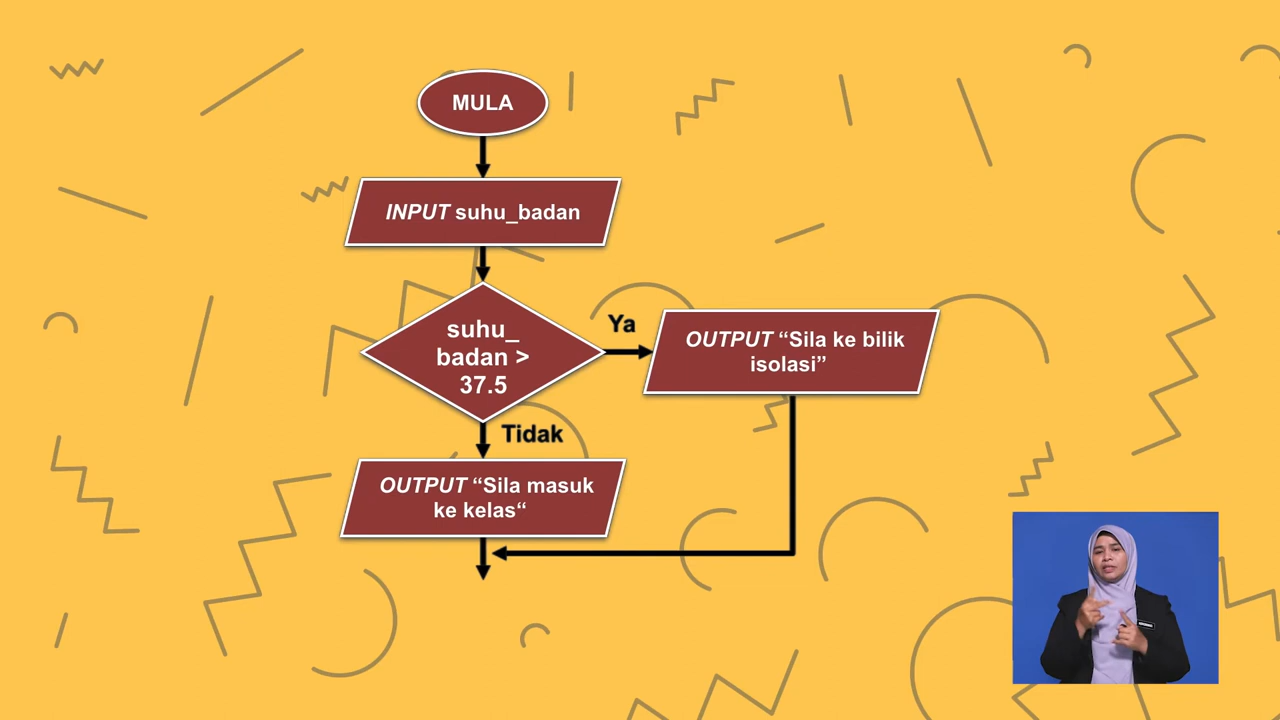 MULA
INPUT suhu_badan
suhu_
badan >
37.5
Ya
OUTPUT “Sila ke bilik
isolasi”
Tidak
OUTPUT “Sila masuk
ke kelas“